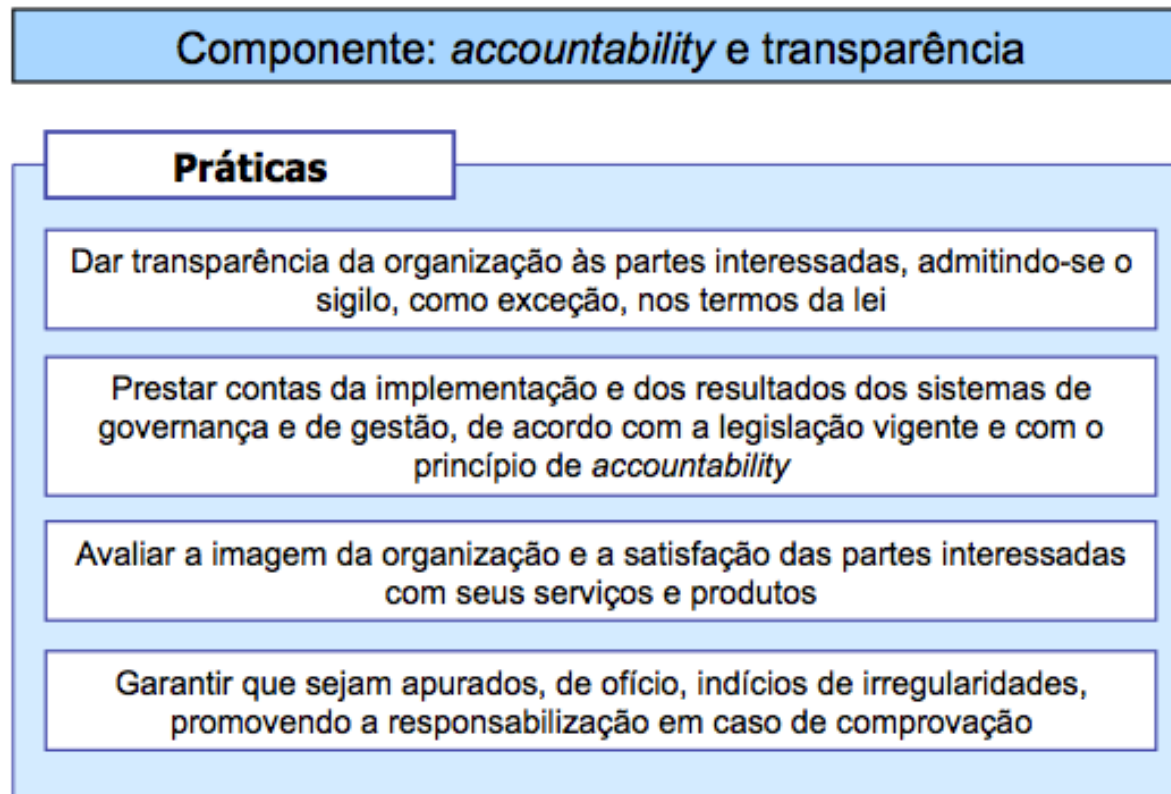 Componente: accountability e transparência
Práticas
Dar transparência da organização às partes interessadas, admitindo-se o
sigilo, como exceção, nos termos da lei
Prestar contas da implementação e dos resultados dos sistemas de
governança e de gestão, de acordo com a legislação vigente e com o
princípio de accountability
Avaliar a imagem da organização e a satisfação das partes interessadas
com seus serviços e produtos
Garantir que sejam apurados, de ofício, indícios de irregularidades,
promovendo a responsabilização em caso de comprovação